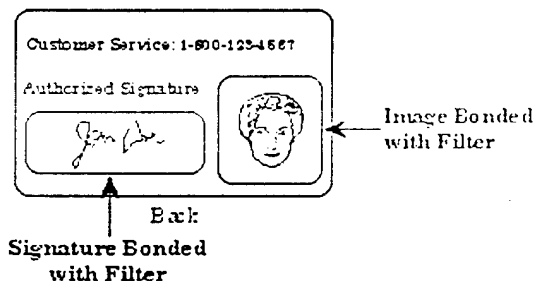 Customer Service: 1-800-123-4567
Authorized Signature
Image Bonded
with Filter
Back
Signature Bonded
with Filter